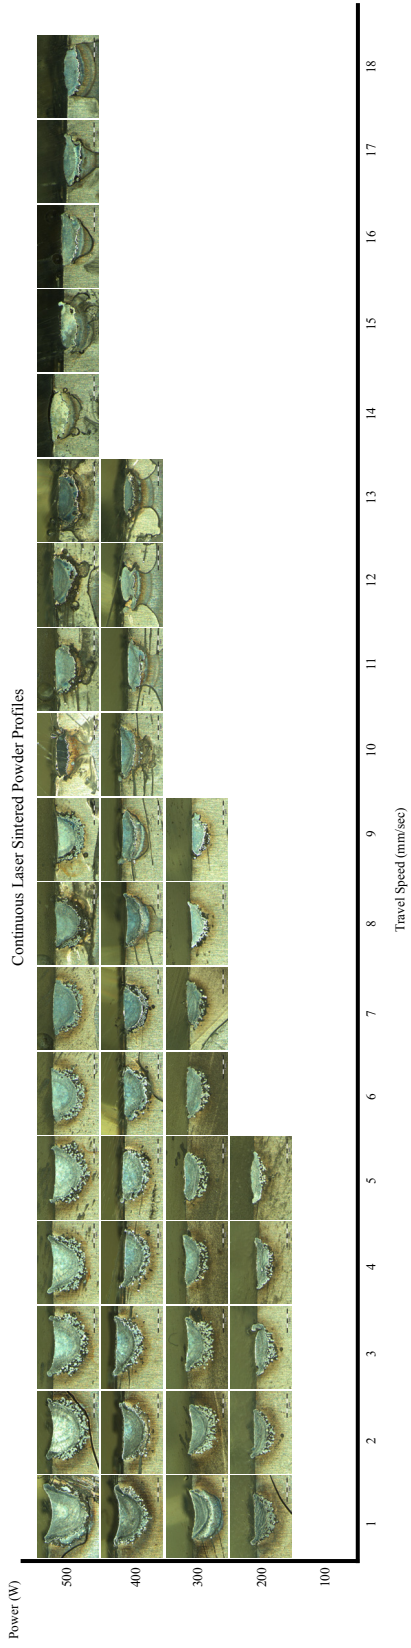 Continuous Laser Sintered Powder Profiles
Power (W)
500
400
300
200
100
1 2 3 4 5 6 7 8 9 10 11 12 13 14 15 16 17 18
Travel Speed (mm/sec)